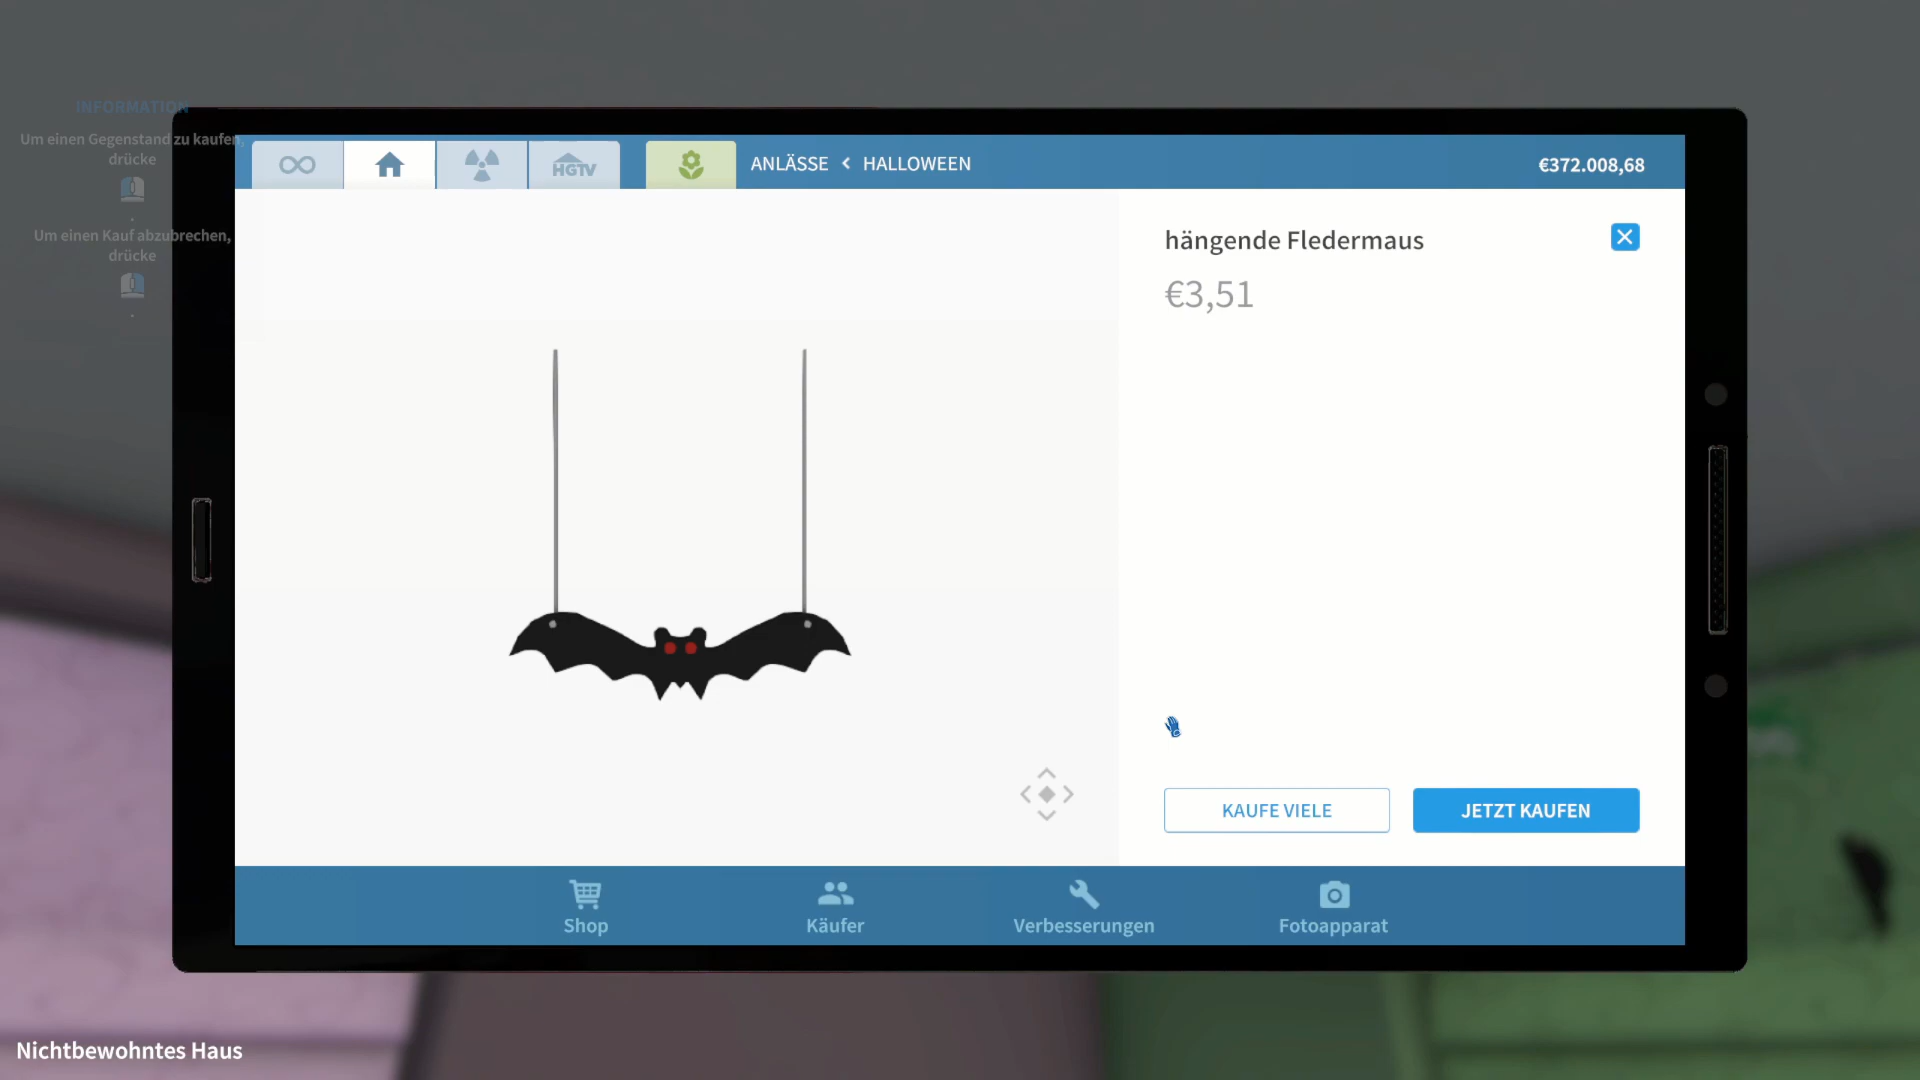 INFORMATION
Um einen Gegenstand zu kaufen,
drücke
.
Um einen Kauf abzubrechen,
drücke
.
HGTV
ANLÄSSE < HALLOWEEN
€372.008,68
hängende Fledermaus
€3,51
KAUFE VIELE
JETZT KAUFEN
Shop
Käufer
Verbesserungen
Fotoapparat
Nichtbewohntes Haus